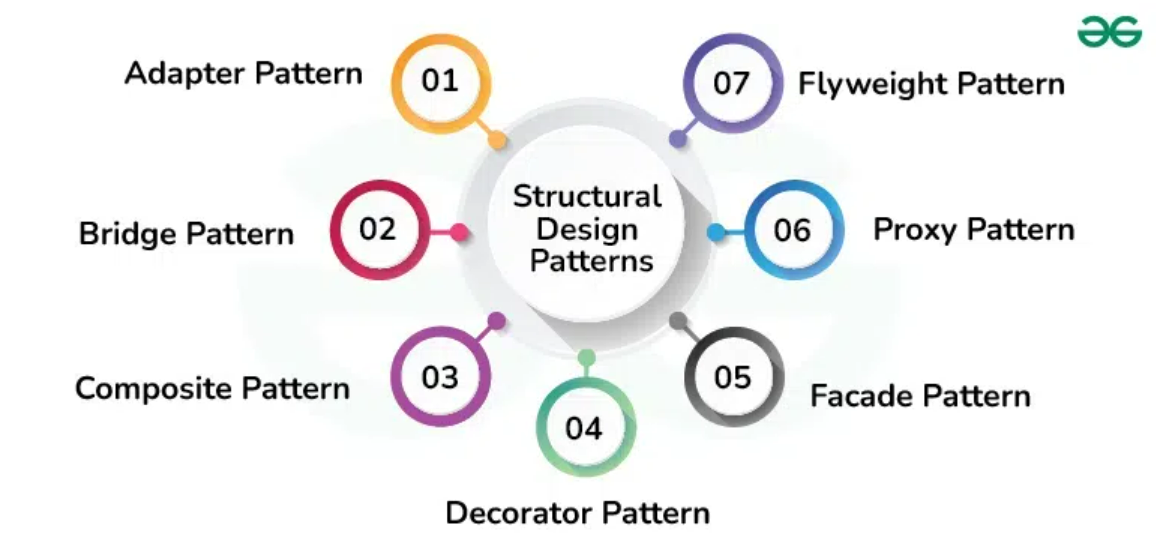 Structural
Design
Patterns
01
Adapter Pattern
02
Bridge Pattern
03
Composite Pattern
04
Decorator Pattern
05
Facade Pattern
06
Proxy Pattern
07
Flyweight Pattern